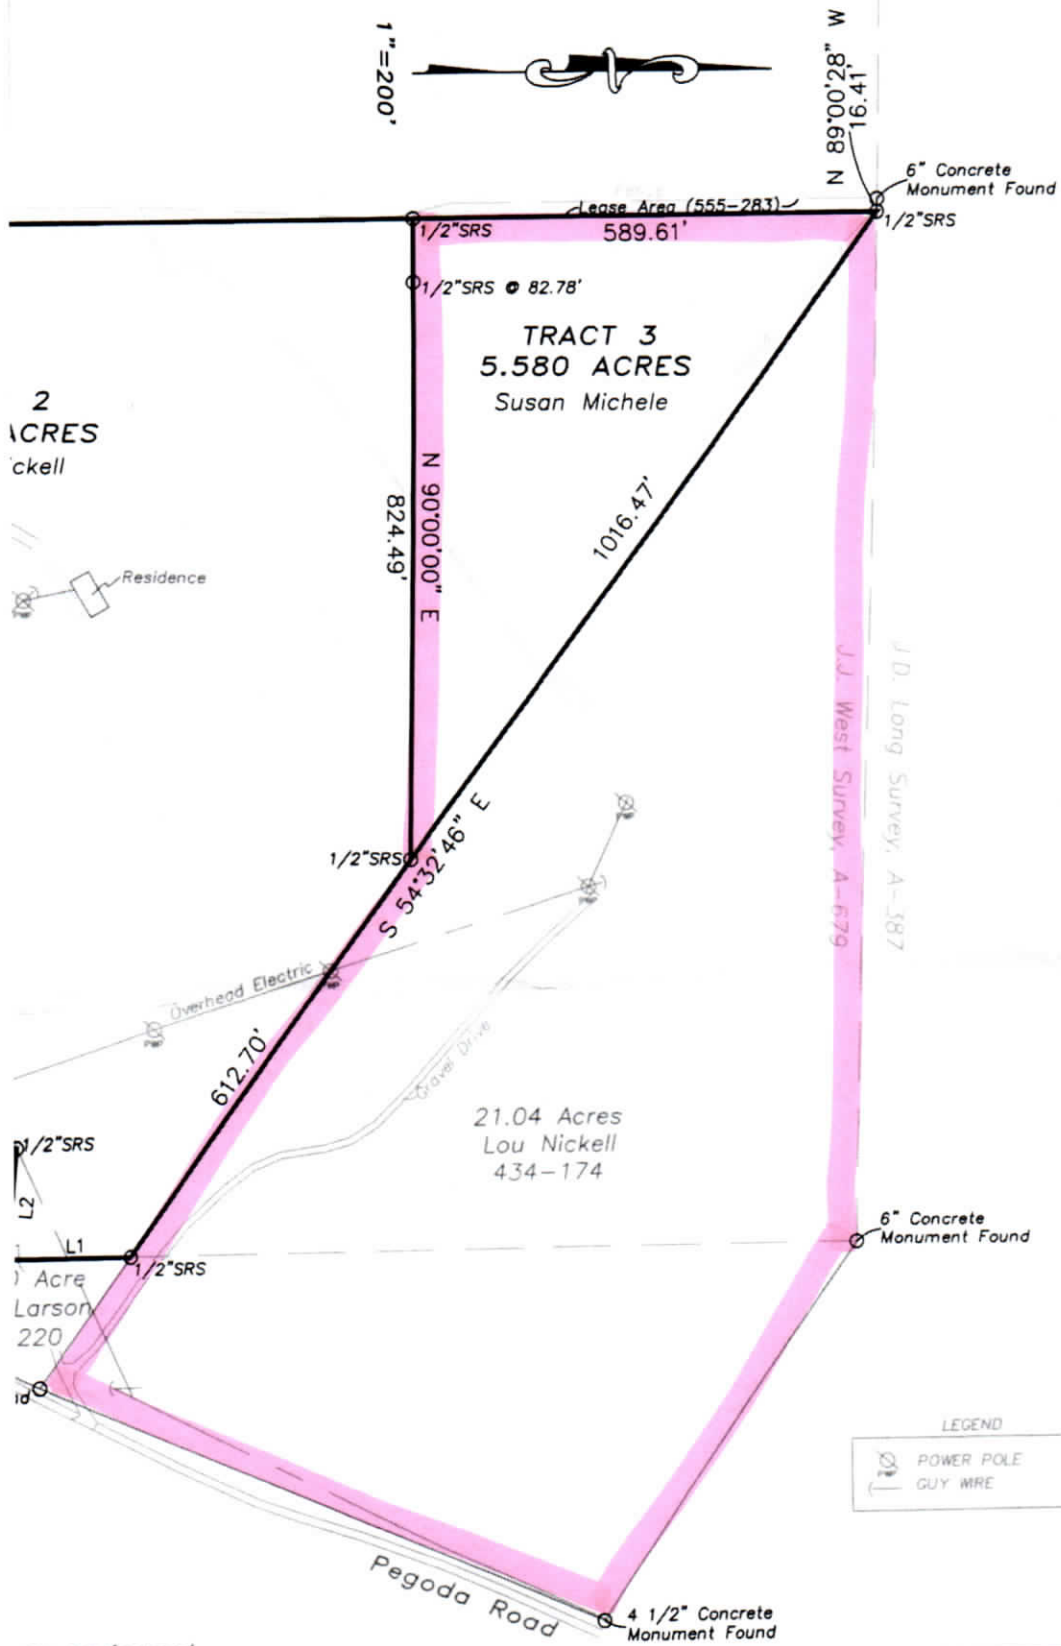 1"=200'
N 89°00'28" W
16.41'
6" Concrete
Monument Found
1/2"SRS
Lease Area (555-283)
589.61'
1/2"SRS
1/2"SRS @ 82.78'
TRACT 3
5.580 ACRES
Susan Michele
2
ACRES
ckell
N 90°00'00" E
824.49'
1016.47'
Residence
J.J. West Survey, A-679
J.D. Long Survey, A-387
1/2"SRS
S 54°32'46" E
Overhead Electric
612.70'
Gravel Drive
21.04 Acres
Lou Nickell
434-174
1/2"SRS
L2
L1
1/2"SRS
6" Concrete
Monument Found
Acre
Larson
220
Pegoda Road
4 1/2" Concrete
Monument Found
LEGEND
POWER POLE
GUY WIRE